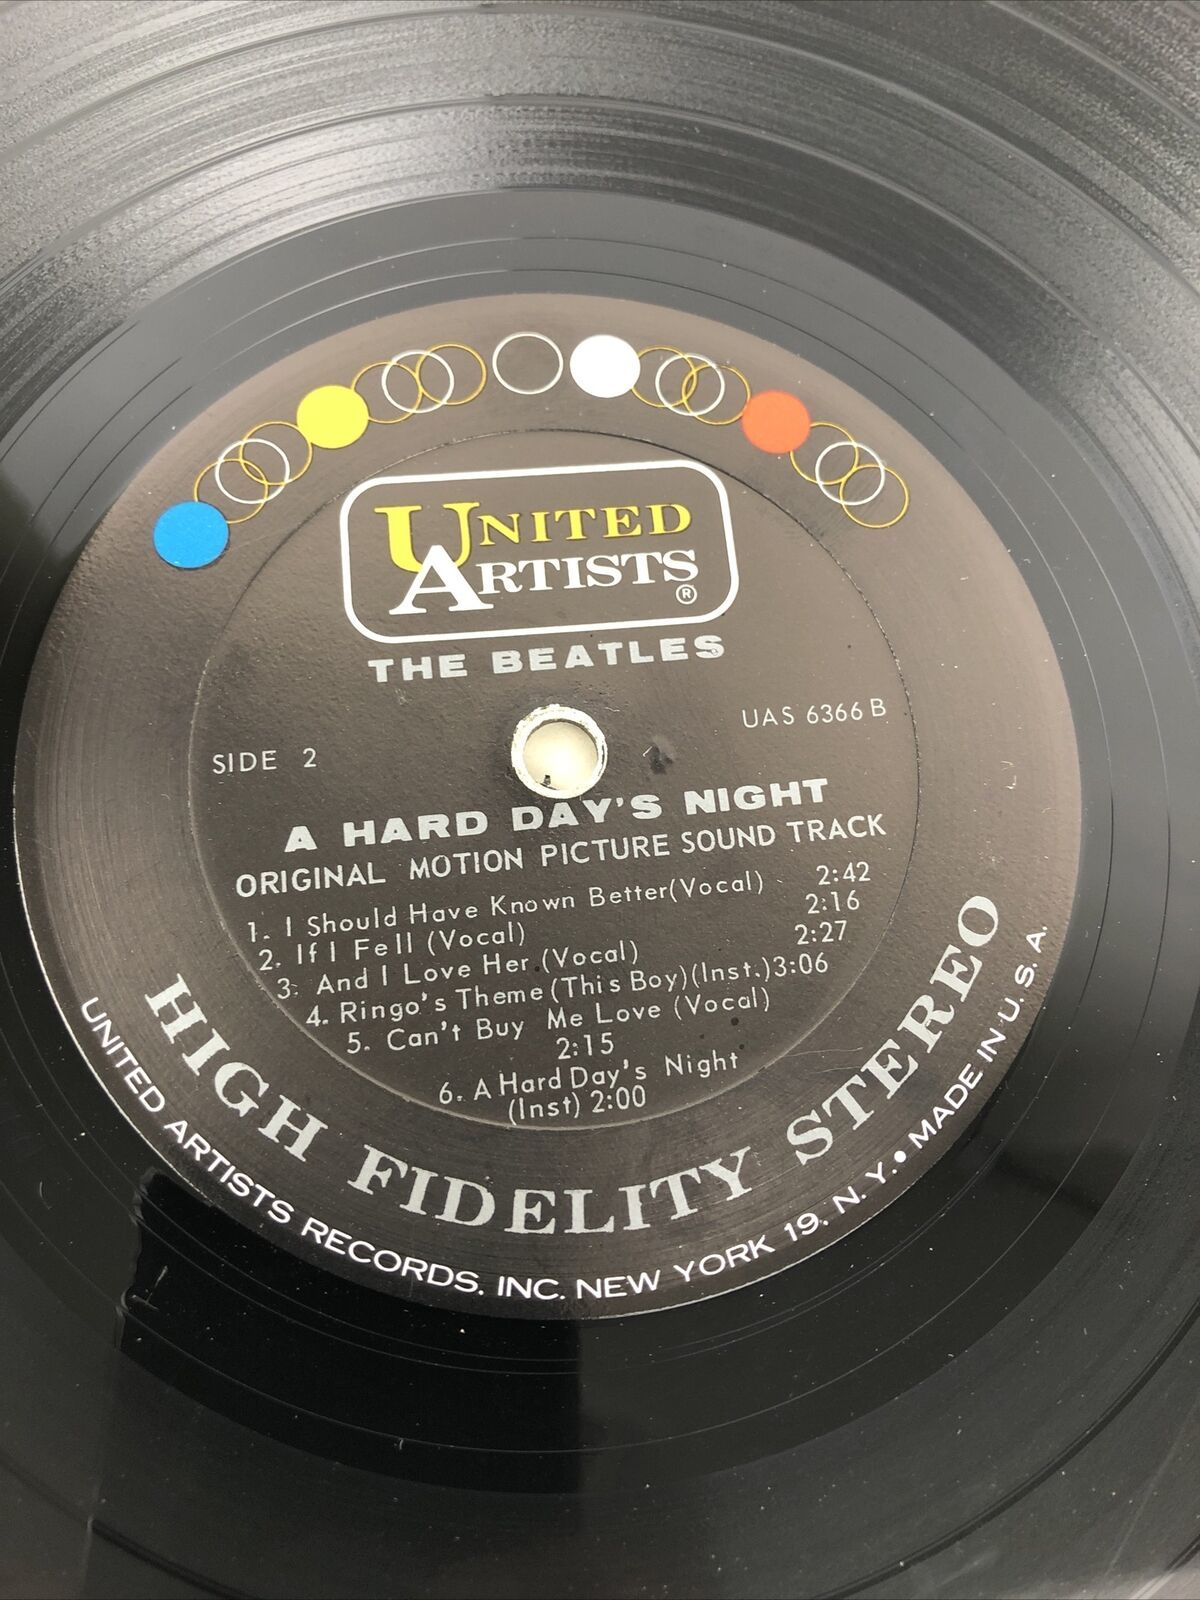 UNITED
ARTISTS
®
THE BEATLES
UAS 6366 B
SIDE 2
A HARD DAY'S NIGHT
ORIGINAL MOTION PICTURE SOUND TRACK
1. I Should Have Known Better(Vocal) 2:42
2. If I Fell (Vocal) 2:16
3. And I Love Her (Vocal) 2:27
4. Ringo's Theme (This Boy)(Inst.)3:06
5. Can't Buy Me Love (Vocal)
2:15
6. A Hard Day's Night
(Inst) 2:00
HIGH FIDELITY STEREO
UNITED ARTISTS RECORDS, INC. NEW YORK 19, N. Y. • MADE IN U. S. A.